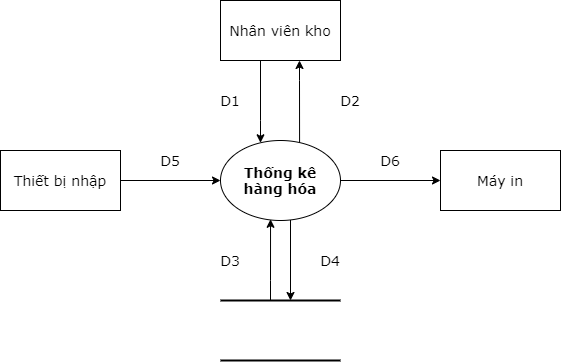 Nhân viên kho
D1
D2
D5
D6
Thiết bị nhập
Thống kê
hàng hóa
Máy in
D3
D4